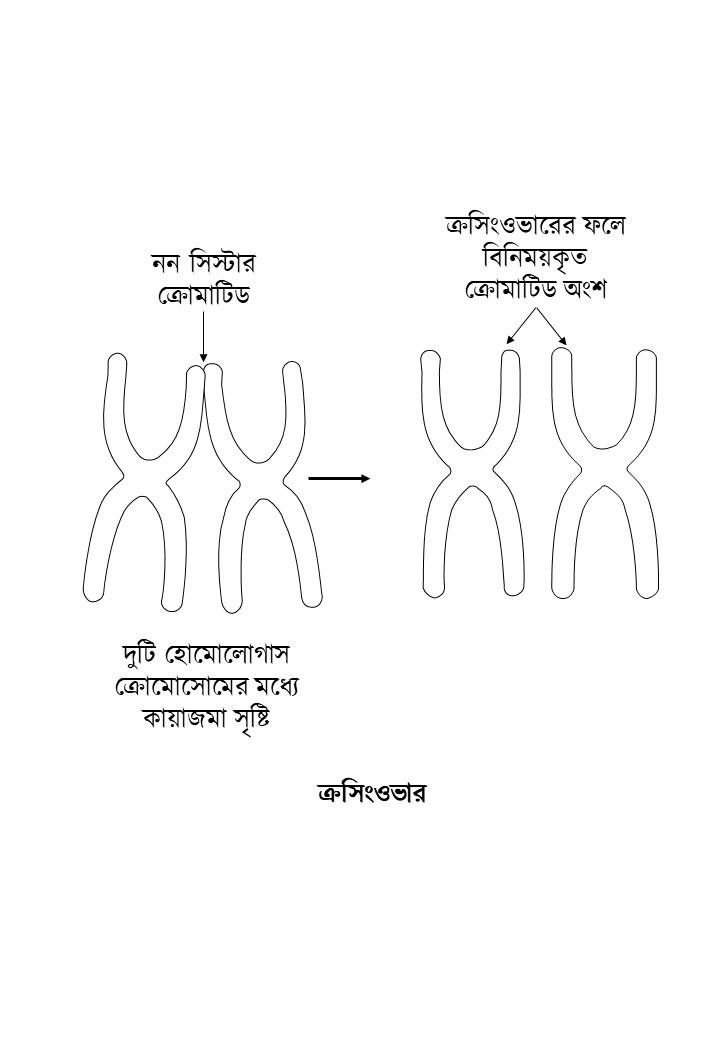 নন সিস্টার
ক্রোমাটিড
ক্রসিংওভারের ফলে
বিনিময়কৃত
ক্রোমাটিড অংশ
দুটি হোমোলোগাস
ক্রোমোসোমের মধ্যে
কায়াজমা সৃষ্টি
ক্রসিংওভার